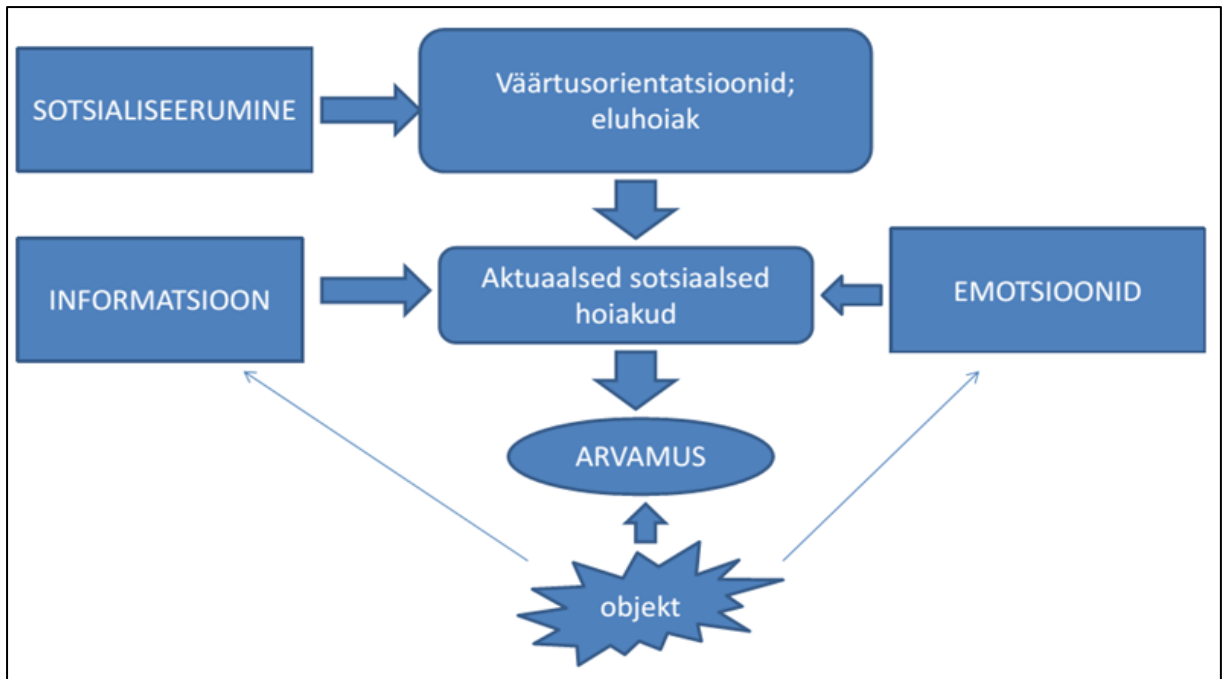 SOTSIALISEERUMINE
Väärtusorientatsioonid;
eluhoiak
INFORMATSIOON
Aktuaalsed sotsiaalsed
hoiakud
EMOTSIOONID
ARVAMUS
objekt